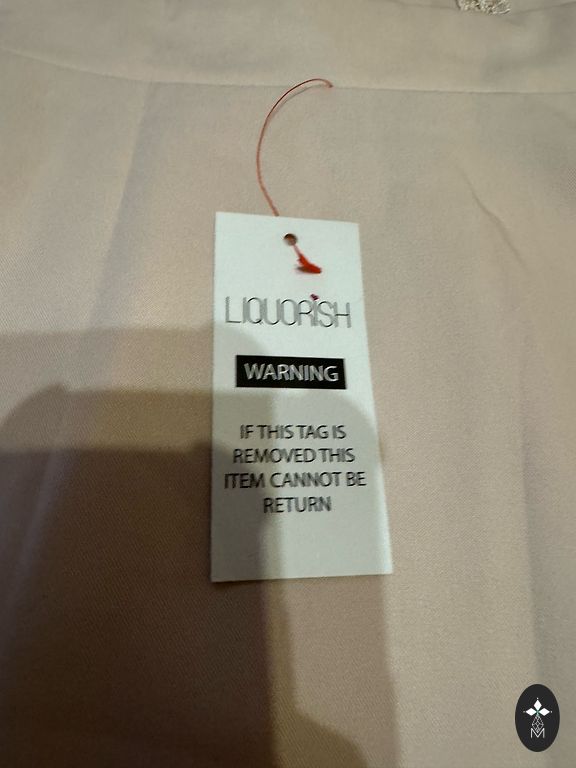 LIQUORiSH
WARNING
IF THIS TAG IS
REMOVED THIS
ITEM CANNOT BE
RETURN
M